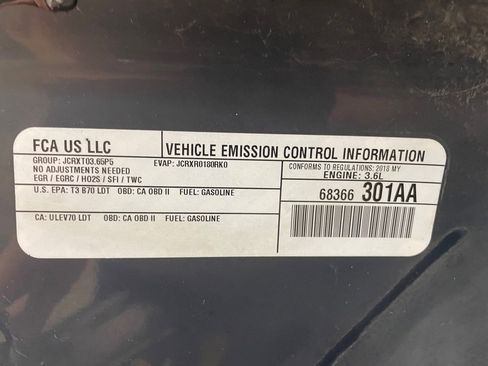 FCA US LLC
VEHICLE EMISSION CONTROL INFORMATION
GROUP: JCRXT03.65P5
EVAP: JCRXR0180RK0
CONFORMS TO REGULATIONS: 2018 MY
NO ADJUSTMENTS NEEDED
ENGINE: 3.6L
EGR / EGRC / HO2S / SFI / TWC
U.S. EPA: T3 B70 LDT OBD: CA OBD II FUEL: GASOLINE
68366 301AA
CA: ULEV70 LDT OBD: CA OBD II FUEL: GASOLINE